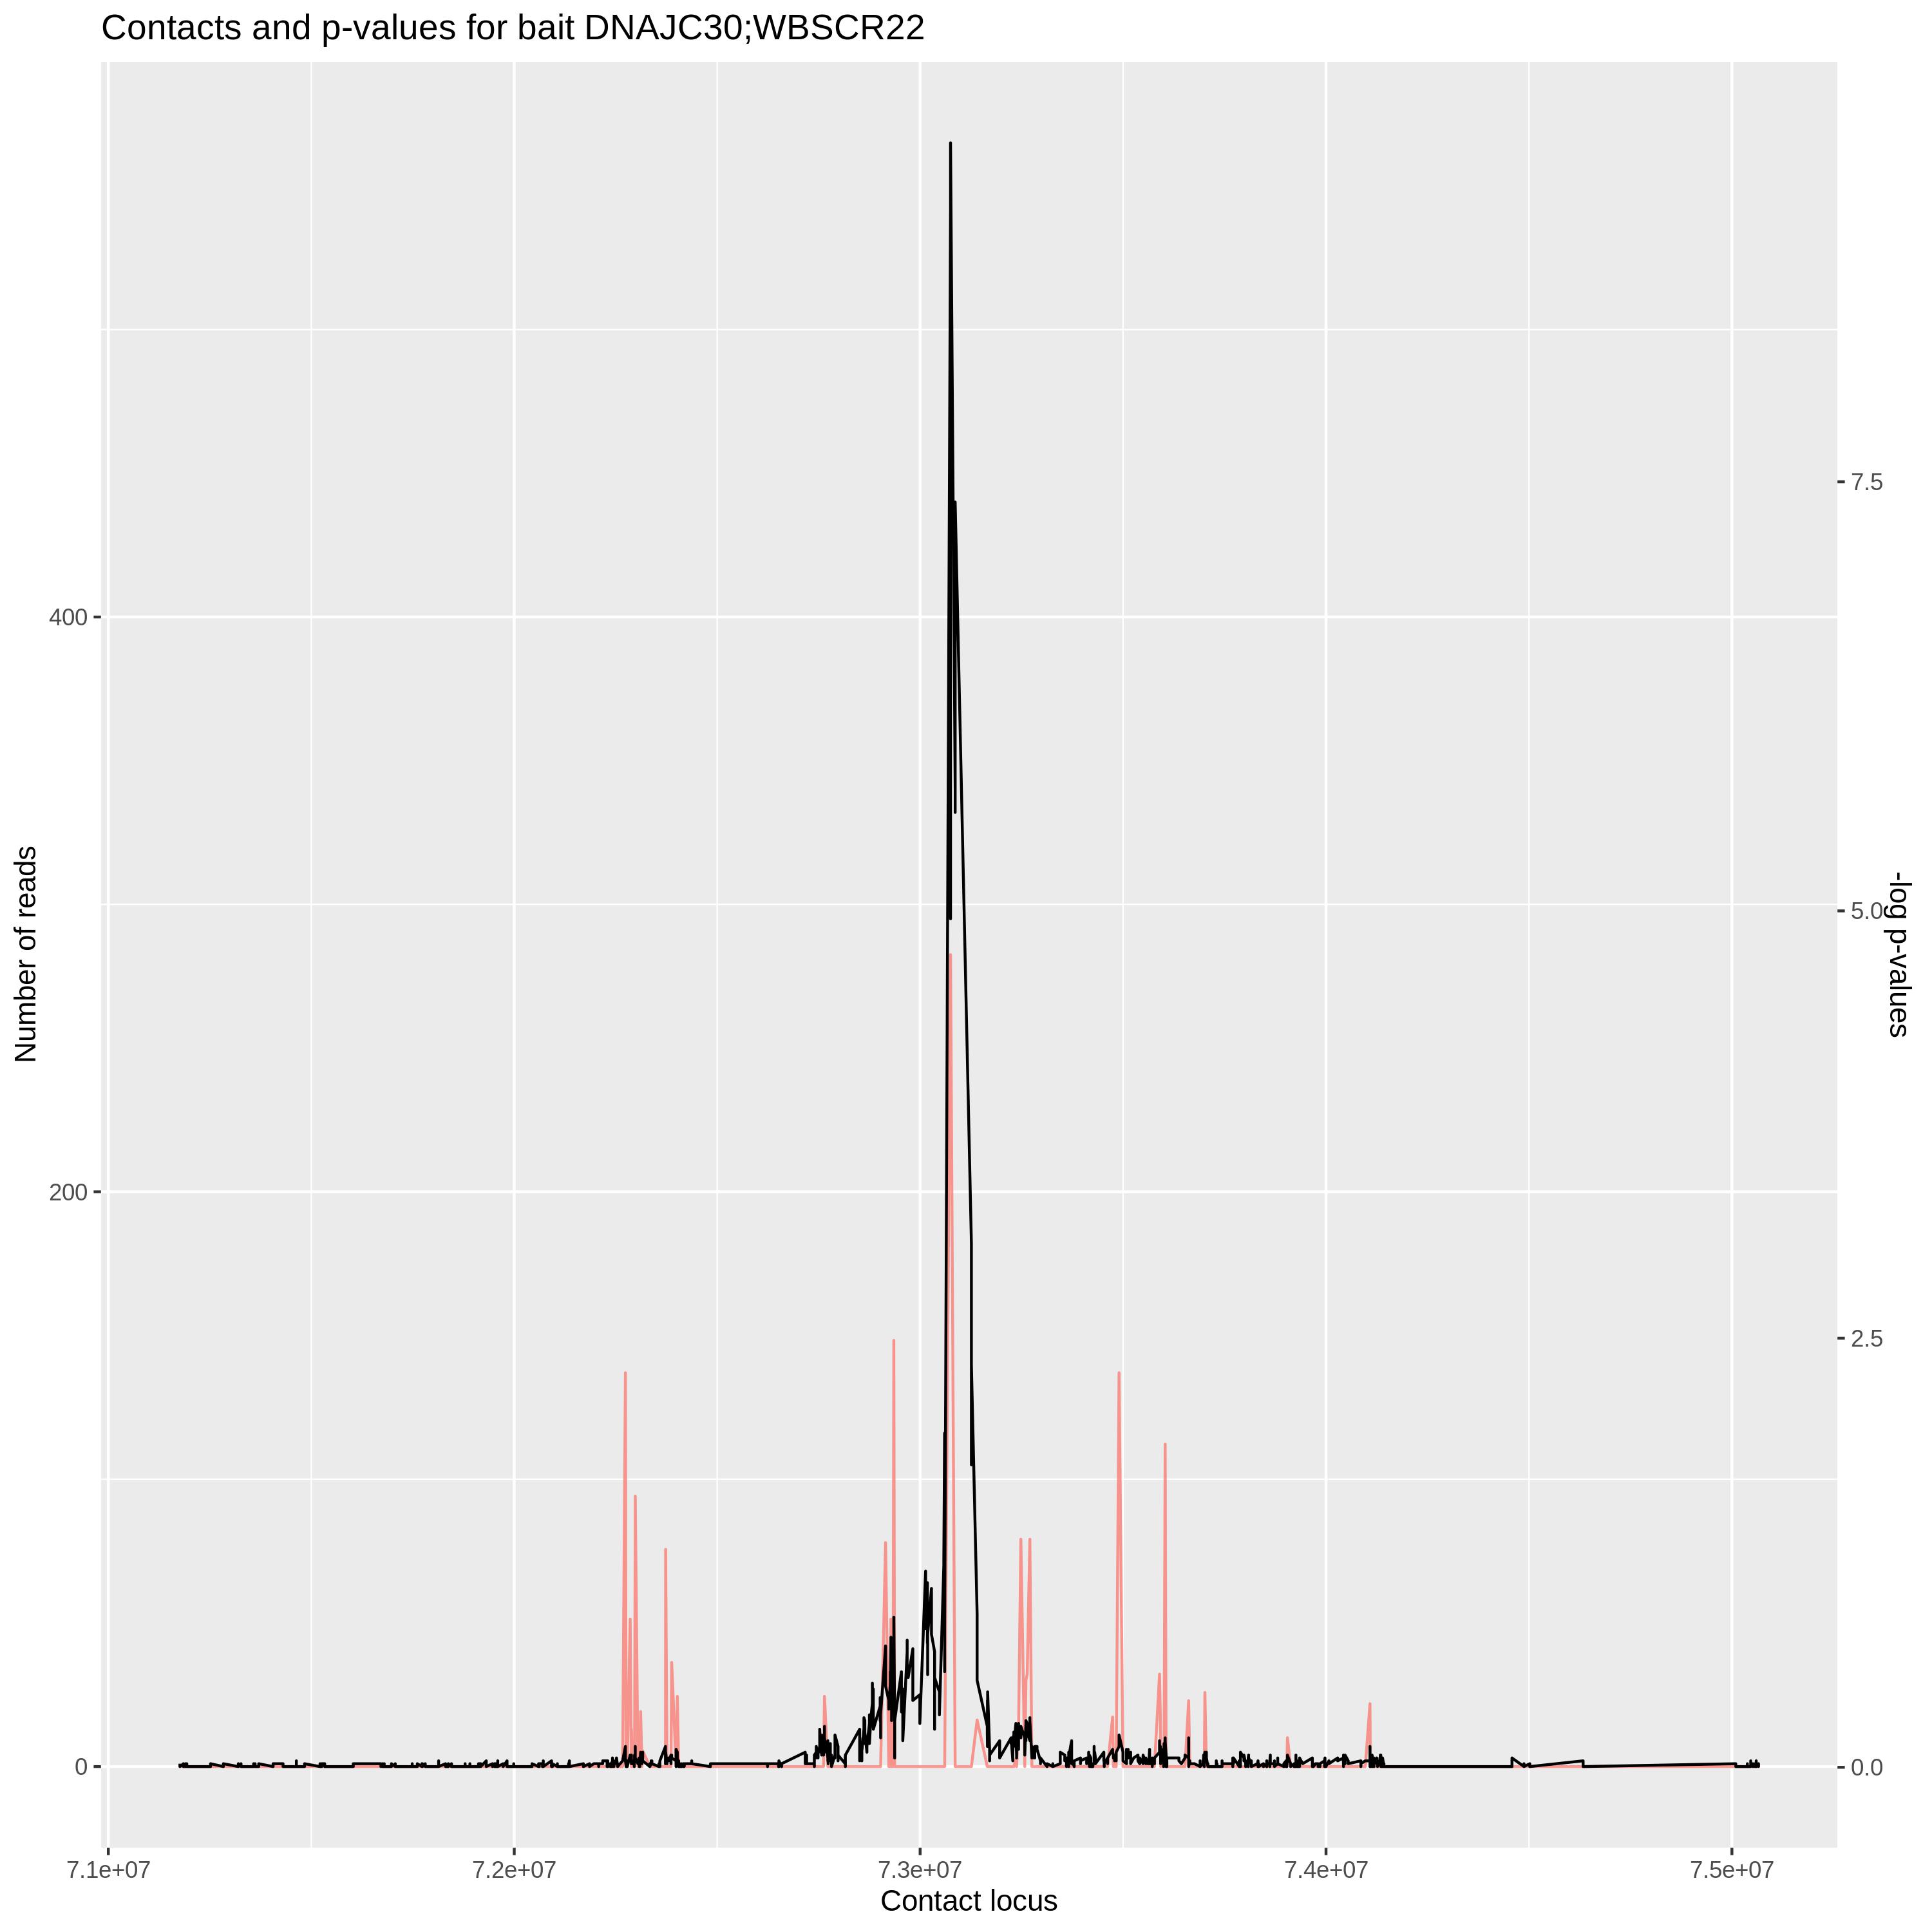 Contacts and p-values for bait DNAJC30;WBSCR22
Number of reads
400
200
0
7.5
5.0
2.5
0.0
-log p-values
7.1e+07
7.2e+07
7.3e+07
7.4e+07
7.5e+07
Contact locus